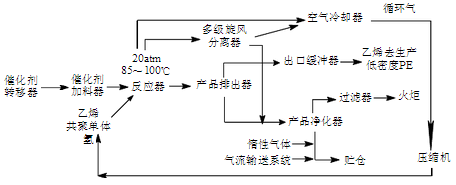 循环气
多级旋风
分离器
空气冷却器
20atm
85～100℃
催化剂
转移器
催化剂
加料器
反应器
产品排出器
出口缓冲器
乙烯去生产
低密度PE
乙烯
共聚单体
氢
产品净化器
过滤器
火炬
惰性气体
气流输送系统
贮仓
压缩机